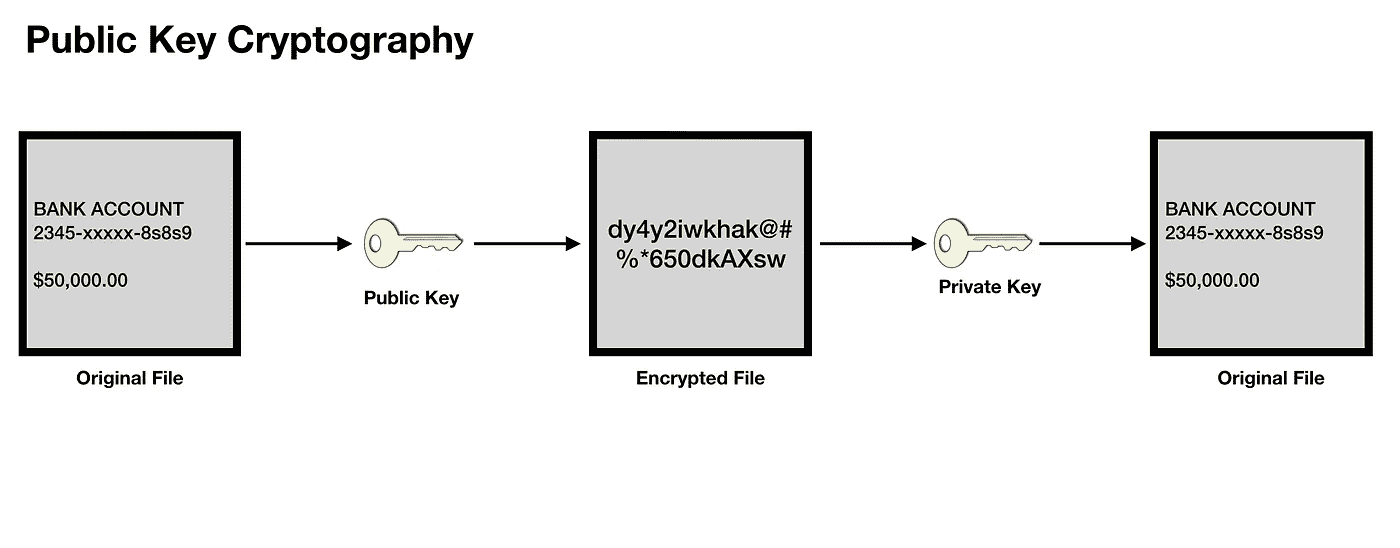 Public Key Cryptography
BANK ACCOUNT
2345-xxxxx-8s8s9
$50,000.00
Original File
Public Key
dy4y2iwkhak@#
%*650dkAXsw
Encrypted File
Private Key
BANK ACCOUNT
2345-xxxxx-8s8s9
$50,000.00
Original File